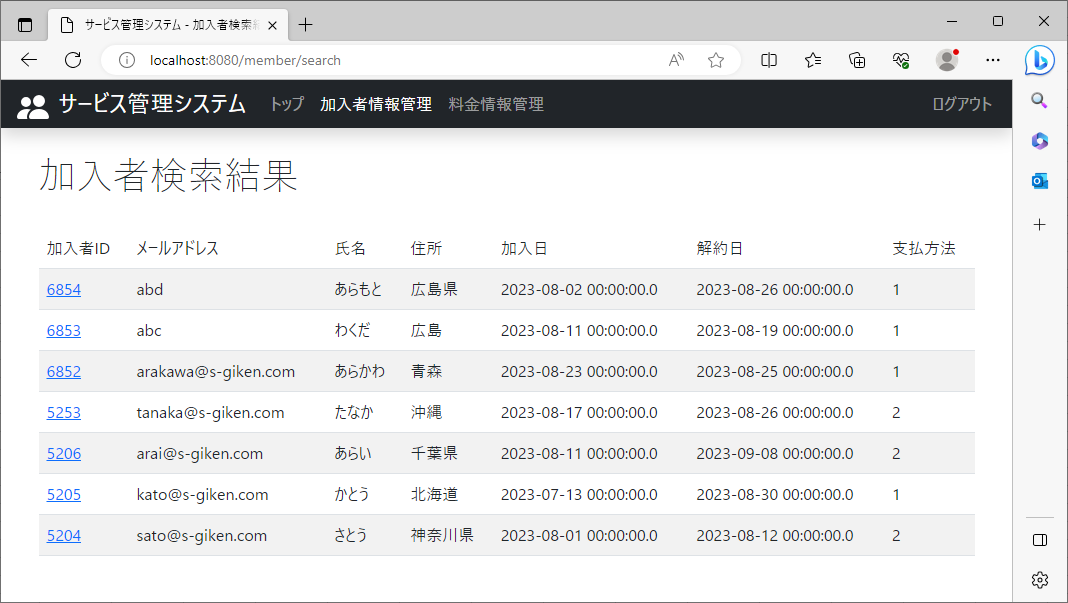 サービス管理システム - 加入者検索
localhost:8080/member/search
サービス管理システム トップ 加入者情報管理 料金情報管理 ログアウト
加入者検索結果
加入者ID メールアドレス 氏名 住所 加入日 解約日 支払方法
6854 abd あらもと 広島県 2023-08-02 00:00:00.0 2023-08-26 00:00:00.0 1
6853 abc わくだ 広島 2023-08-11 00:00:00.0 2023-08-19 00:00:00.0 1
6852 arakawa@s-giken.com あらかわ 青森 2023-08-23 00:00:00.0 2023-08-25 00:00:00.0 1
5253 tanaka@s-giken.com たなか 沖縄 2023-08-17 00:00:00.0 2023-08-26 00:00:00.0 2
5206 arai@s-giken.com あらい 千葉県 2023-08-11 00:00:00.0 2023-09-08 00:00:00.0 2
5205 kato@s-giken.com かとう 北海道 2023-07-13 00:00:00.0 2023-08-30 00:00:00.0 1
5204 sato@s-giken.com さとう 神奈川県 2023-08-01 00:00:00.0 2023-08-12 00:00:00.0 2